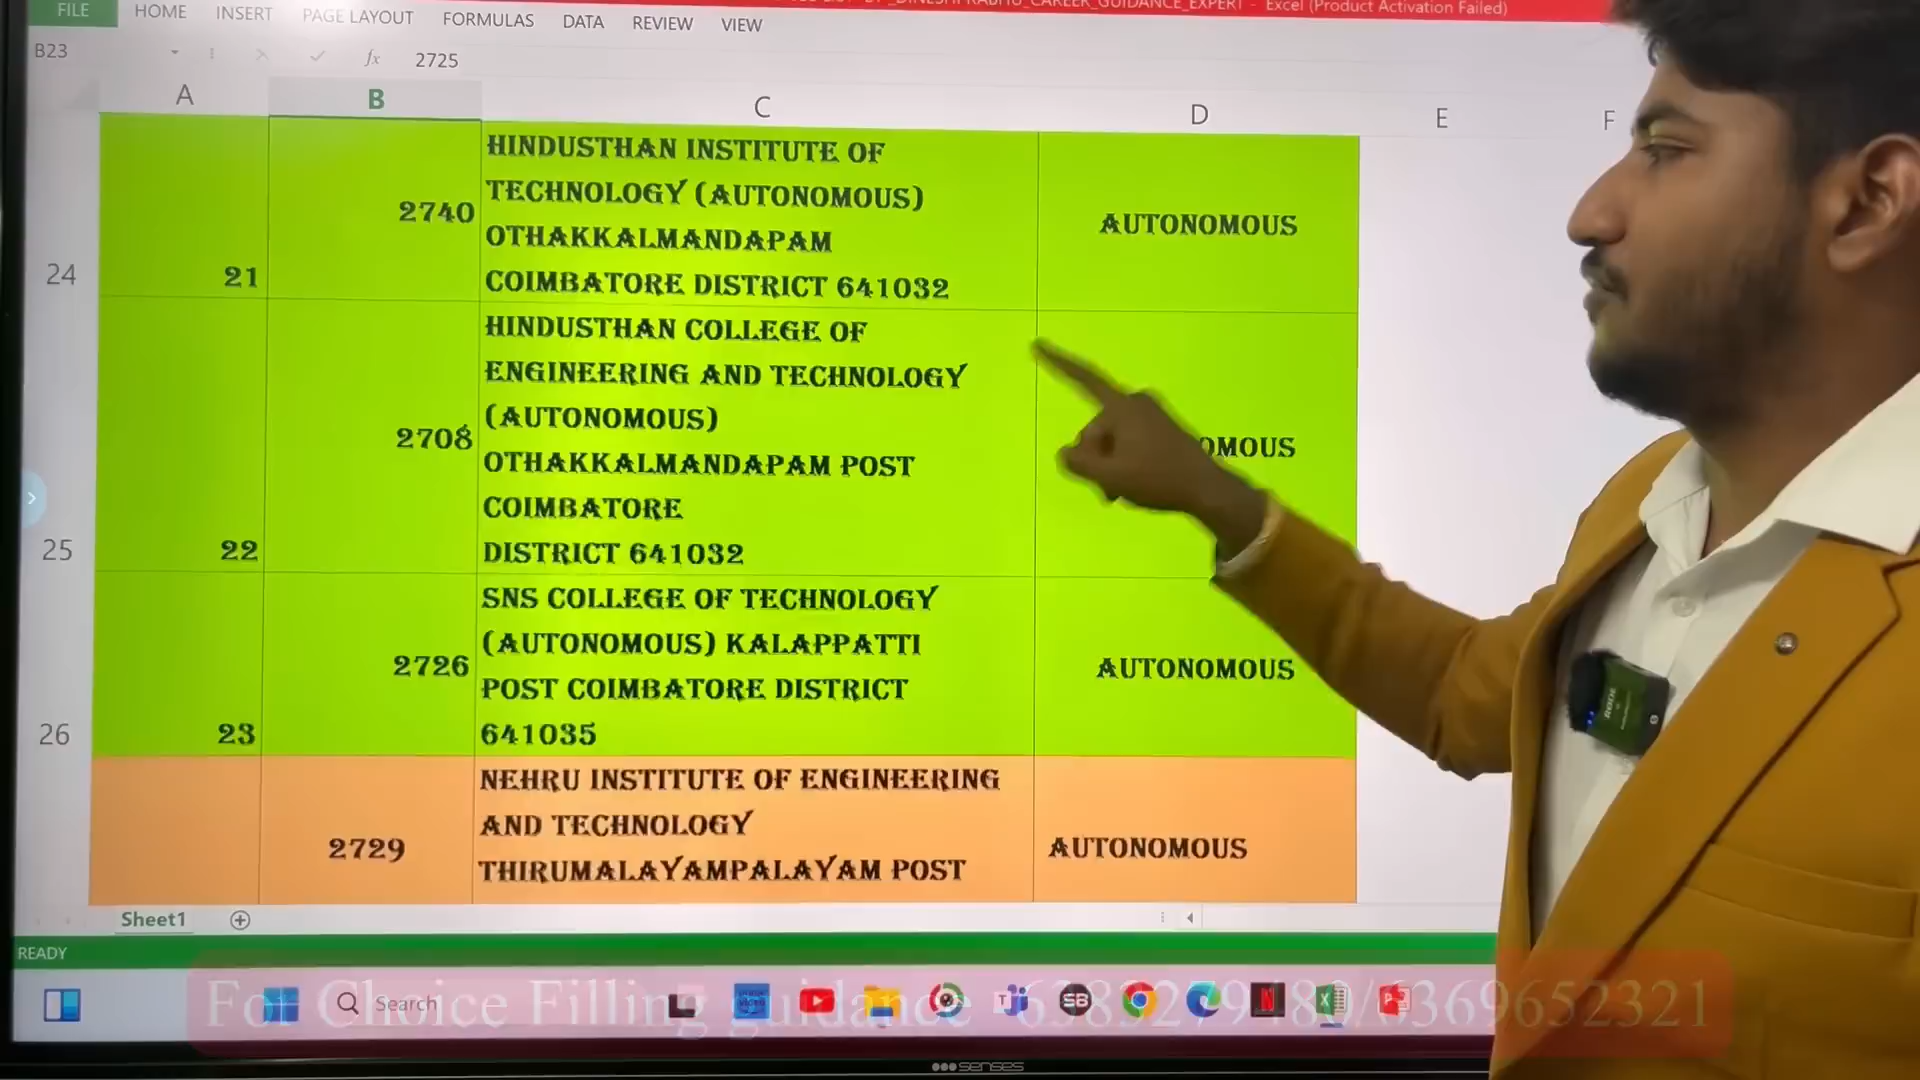 CAREER_GUIDANCE_EXPERT - Excel (Product Activation Failed)
FILE HOME INSERT PAGE LAYOUT FORMULAS DATA REVIEW VIEW
B23 fx 2725
A B C D E F
24 21 2740 HINDUSTHAN INSTITUTE OF
TECHNOLOGY (AUTONOMOUS)
OTHAKKALMANDAPAM
COIMBATORE DISTRICT 641032
AUTONOMOUS
25 22 2708 HINDUSTHAN COLLEGE OF
ENGINEERING AND TECHNOLOGY
(AUTONOMOUS)
OTHAKKALMANDAPAM POST
COIMBATORE
DISTRICT 641032
OMOUS
26 23 2726 SNS COLLEGE OF TECHNOLOGY
(AUTONOMOUS) KALAPPATTI
POST COIMBATORE DISTRICT
641035
AUTONOMOUS
2729 NEHRU INSTITUTE OF ENGINEERING
AND TECHNOLOGY
THIRUMALAYAMPALAYAM POST
AUTONOMOUS
Sheet1
READY
Search
For Choice Filling guidance
senses
RODE